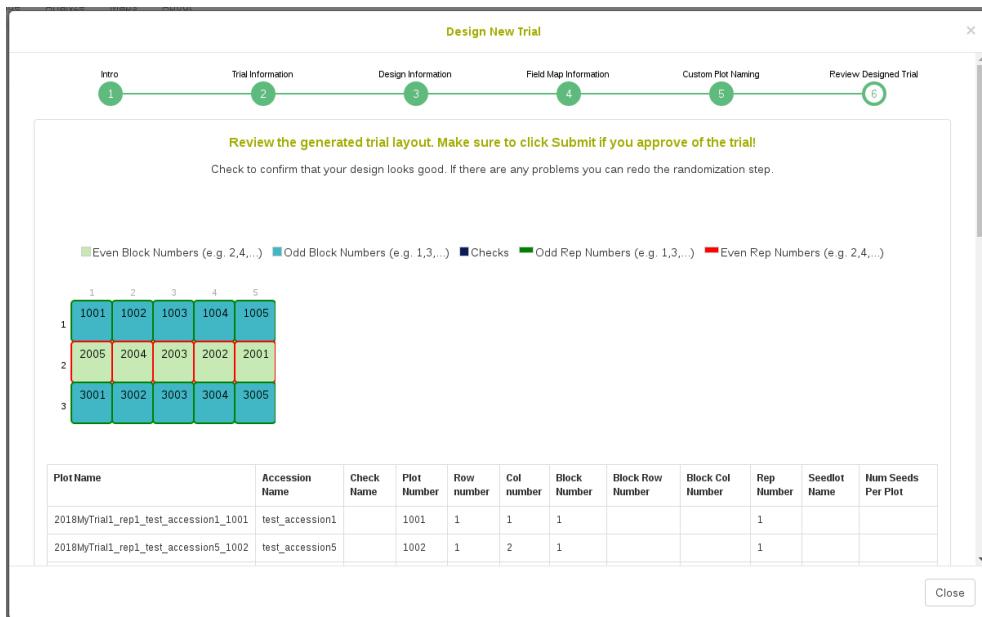 Design New Trial ×
Intro Trial Information Design Information Field Map Information Custom Plot Naming Review Designed Trial
1 2 3 4 5 6
Review the generated trial layout. Make sure to click Submit if you approve of the trial!
Check to confirm that your design looks good. If there are any problems you can redo the randomization step.
Even Block Numbers (e.g. 2,4,...) Odd Block Numbers (e.g. 1,3,...) Checks Odd Rep Numbers (e.g. 1,3,...) Even Rep Numbers (e.g. 2,4,...)
1 2 3 4 5
1 1001 1002 1003 1004 1005
2 2005 2004 2003 2002 2001
3 3001 3002 3003 3004 3005
Plot Name Accession Name Check Name Plot Number Row number Col number Block Number Block Row Number Block Col Number Rep Number Seedlot Name Num Seeds Per Plot
2018MyTrial1_rep1_test_accession1_1001 test_accession1 1001 1 1 1 1
2018MyTrial1_rep1_test_accession5_1002 test_accession5 1002 1 2 1 1
Close